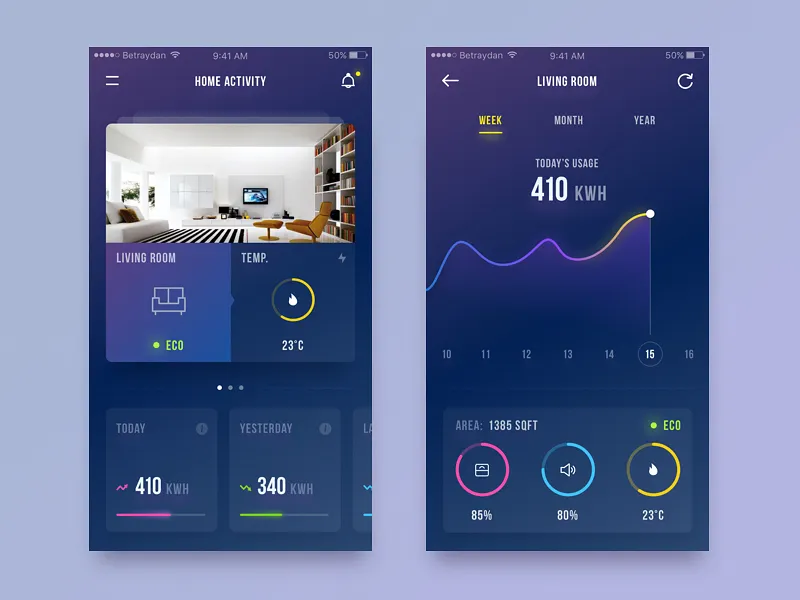 Betraydan 9:41 AM 50%
HOME ACTIVITY
LIVING ROOM TEMP.
ECO 23°C
TODAY YESTERDAY LA
410 KWH 340 KWH
Betraydan 9:41 AM 50%
LIVING ROOM
WEEK MONTH YEAR
TODAY'S USAGE
410 KWH
10 11 12 13 14 15 16
AREA: 1385 SQFT ECO
85% 80% 23°C